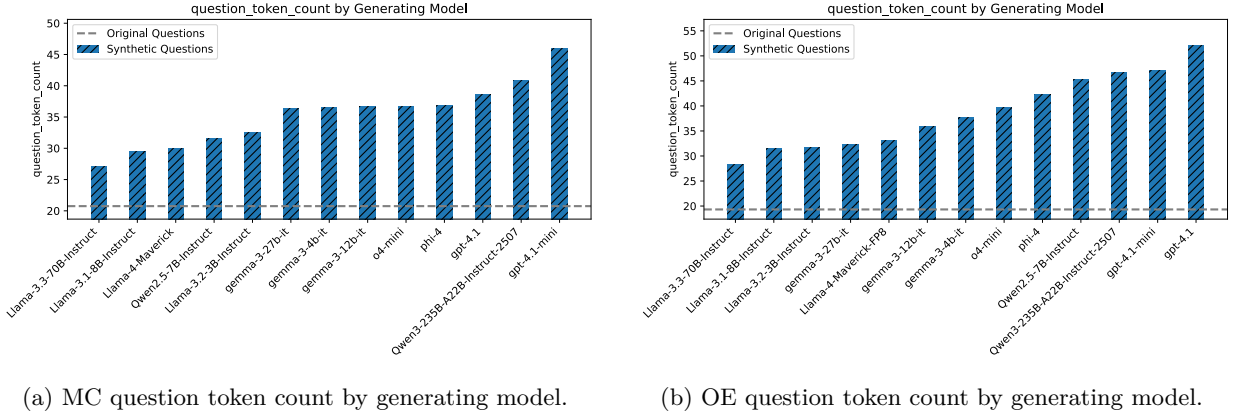 question_token_count by Generating Model
Original Questions
Synthetic Questions
question_token_count
50
45
40
35
30
25
20
Llama-3.3-70B-Instruct
Llama-3.1-8B-Instruct
Llama-4-Maverick
Qwen2.5-7B-Instruct
Llama-3.2-3B-Instruct
gemma-3-27b-it
gemma-3-4b-it
gemma-3-12b-it
o4-mini
phi-4
gpt-4.1
Qwen3-235B-A22B-Instruct-2507
gpt-4.1-mini
(a) MC question token count by generating model.
question_token_count by Generating Model
Original Questions
Synthetic Questions
question_token_count
55
50
45
40
35
30
25
20
Llama-3.3-70B-Instruct
Llama-3.1-8B-Instruct
Llama-3.2-3B-Instruct
gemma-3-27b-it
Llama-4-Maverick-FP8
gemma-3-12b-it
gemma-3-4b-it
o4-mini
phi-4
Qwen2.5-7B-Instruct
Qwen3-235B-A22B-Instruct-2507
gpt-4.1-mini
gpt-4.1
(b) OE question token count by generating model.